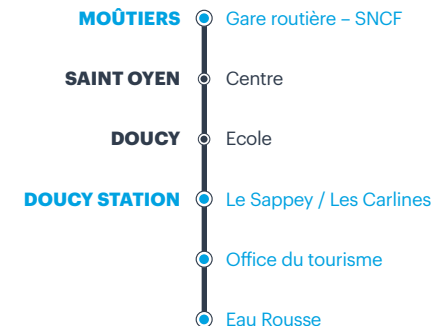 MOÛTIERS Gare routière – SNCF
SAINT OYEN Centre
DOUCY Ecole
DOUCY STATION Le Sappey / Les Carlines
Office du tourisme
Eau Rousse